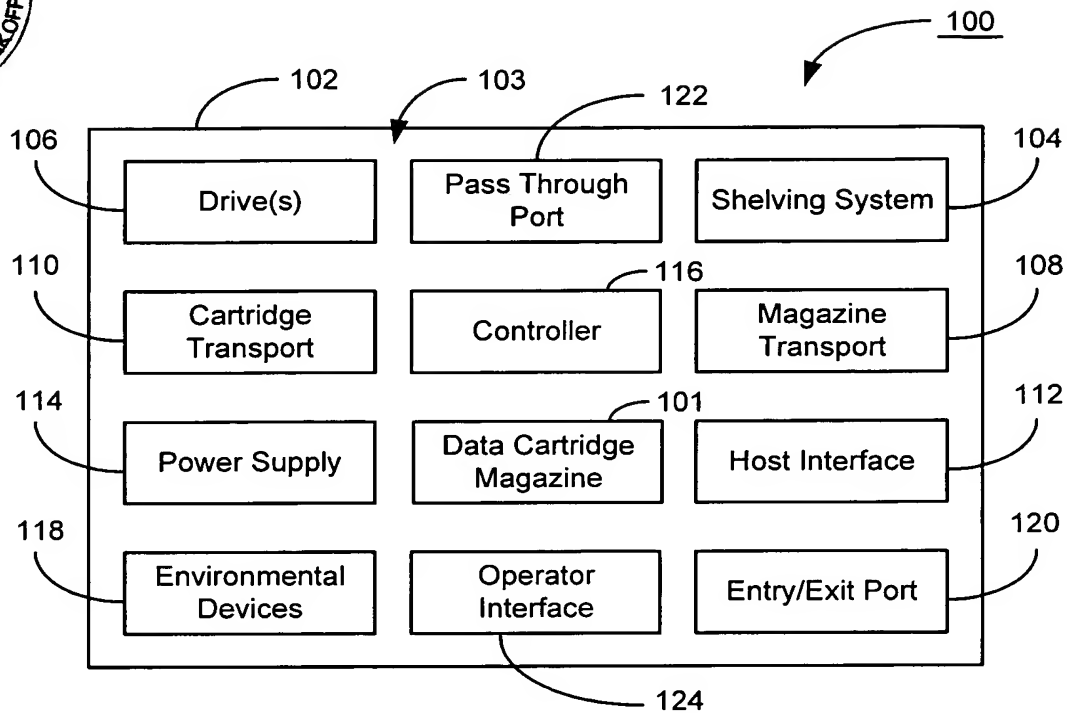 100
102
103
122
106
104
Drive(s)
Pass Through
Port
Shelving System
110
116
108
Cartridge
Transport
Controller
Magazine
Transport
114
101
112
Power Supply
Data Cartridge
Magazine
Host Interface
118
120
Environmental
Devices
Operator
Interface
Entry/Exit Port
124